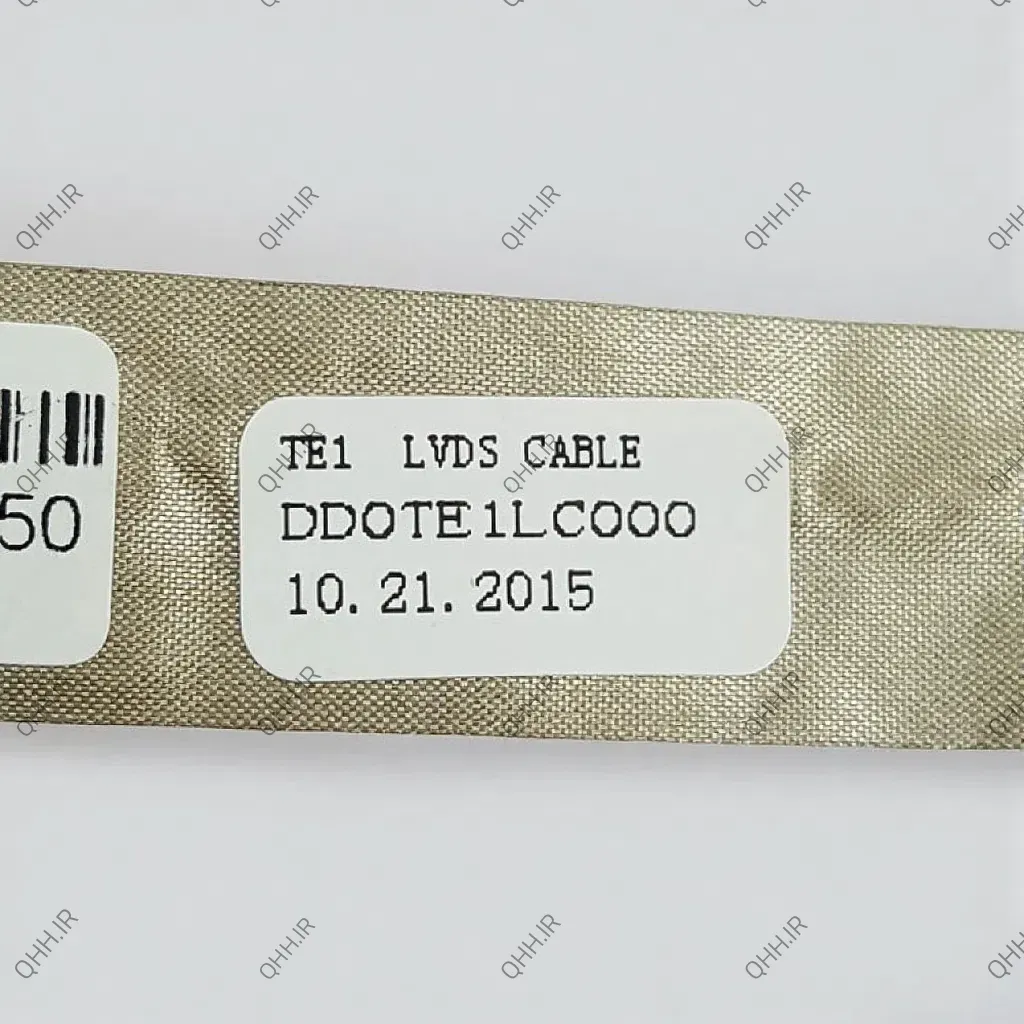 50
TE1 LVDS CABLE
DD0TE1LC000
10.21.2015
QHH.IR